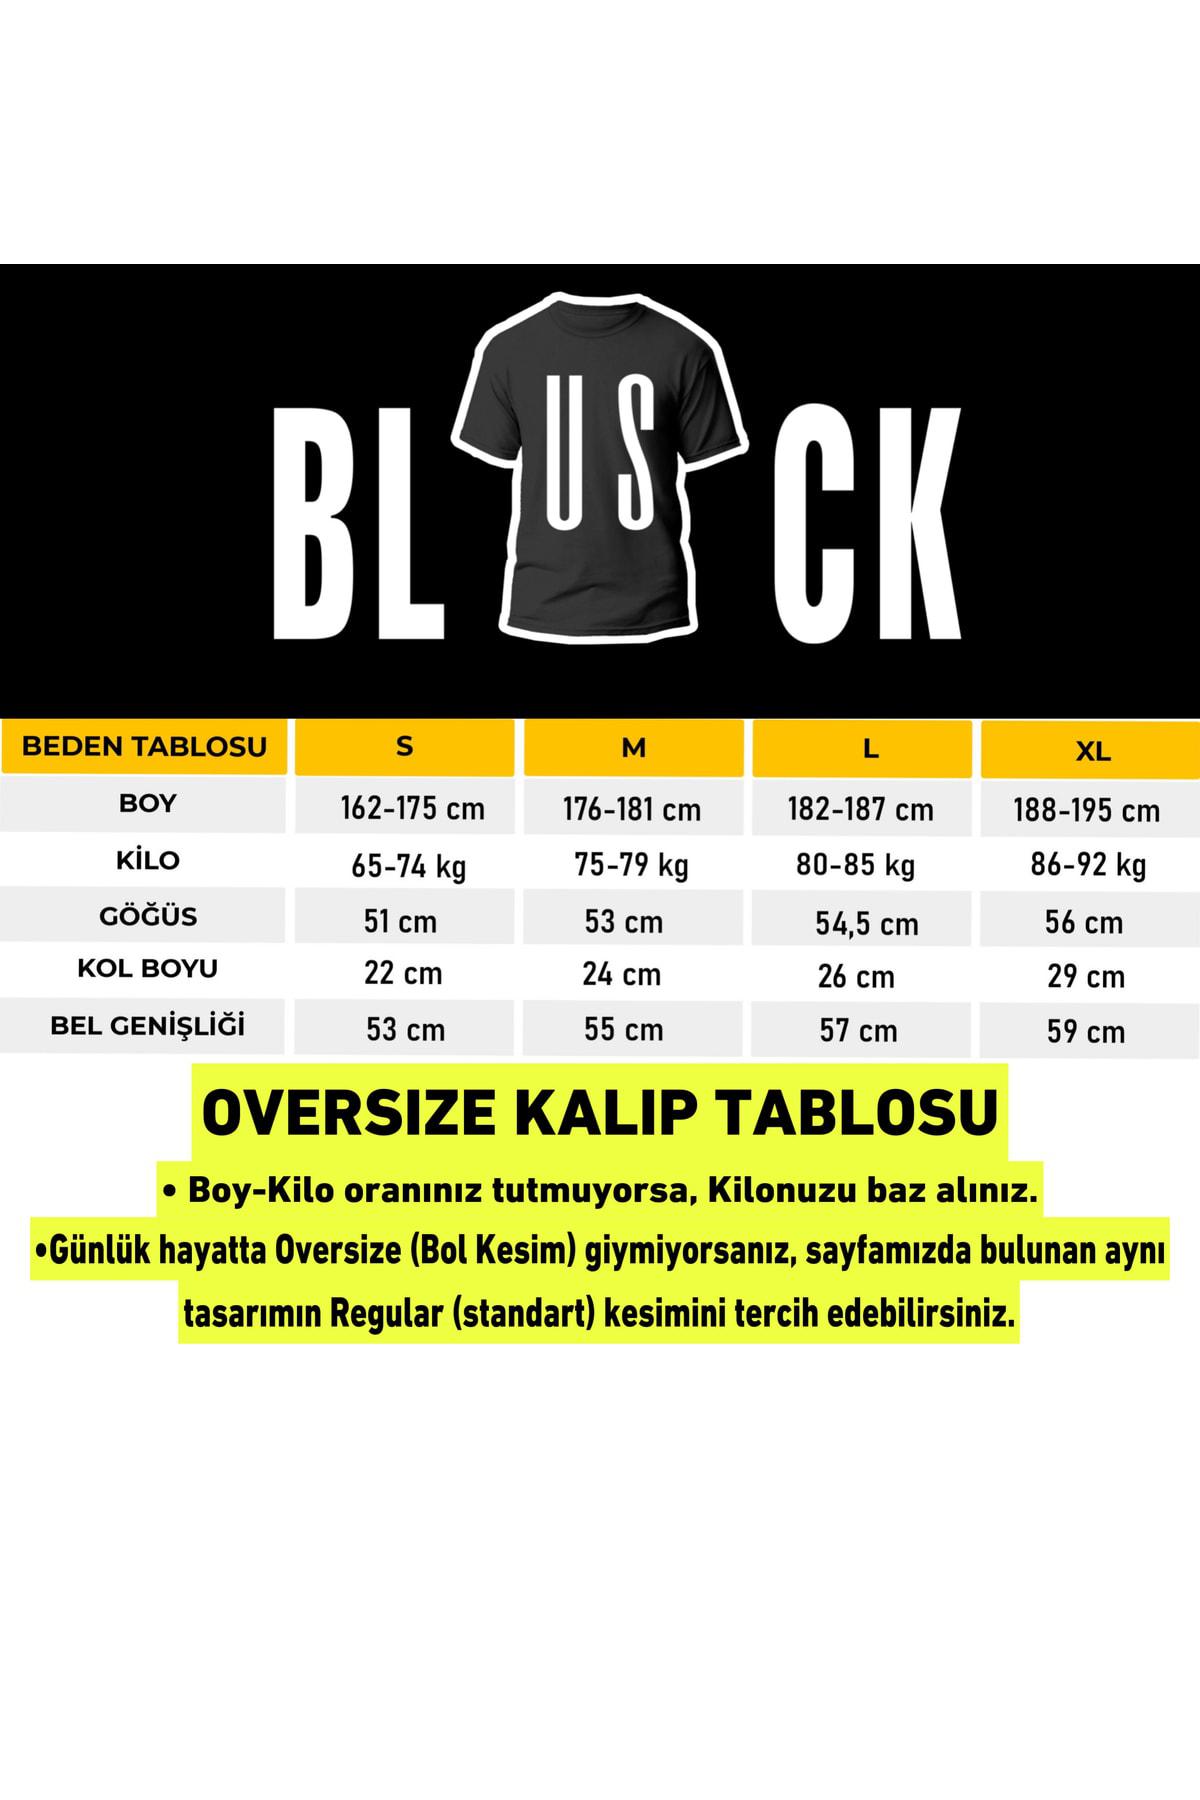 BL US CK
BEDEN TABLOSU S M L XL
BOY 162-175 cm 176-181 cm 182-187 cm 188-195 cm
KİLO 65-74 kg 75-79 kg 80-85 kg 86-92 kg
GÖĞÜS 51 cm 53 cm 54,5 cm 56 cm
KOL BOYU 22 cm 24 cm 26 cm 29 cm
BEL GENİŞLİĞİ 53 cm 55 cm 57 cm 59 cm
OVERSIZE KALIP TABLOSU
• Boy-Kilo oranınız tutmuyorsa, Kilonuzu baz alınız.
•Günlük hayatta Oversize (Bol Kesim) giymiyorsanız, sayfamızda bulunan aynı
tasarımın Regular (standart) kesimini tercih edebilirsiniz.